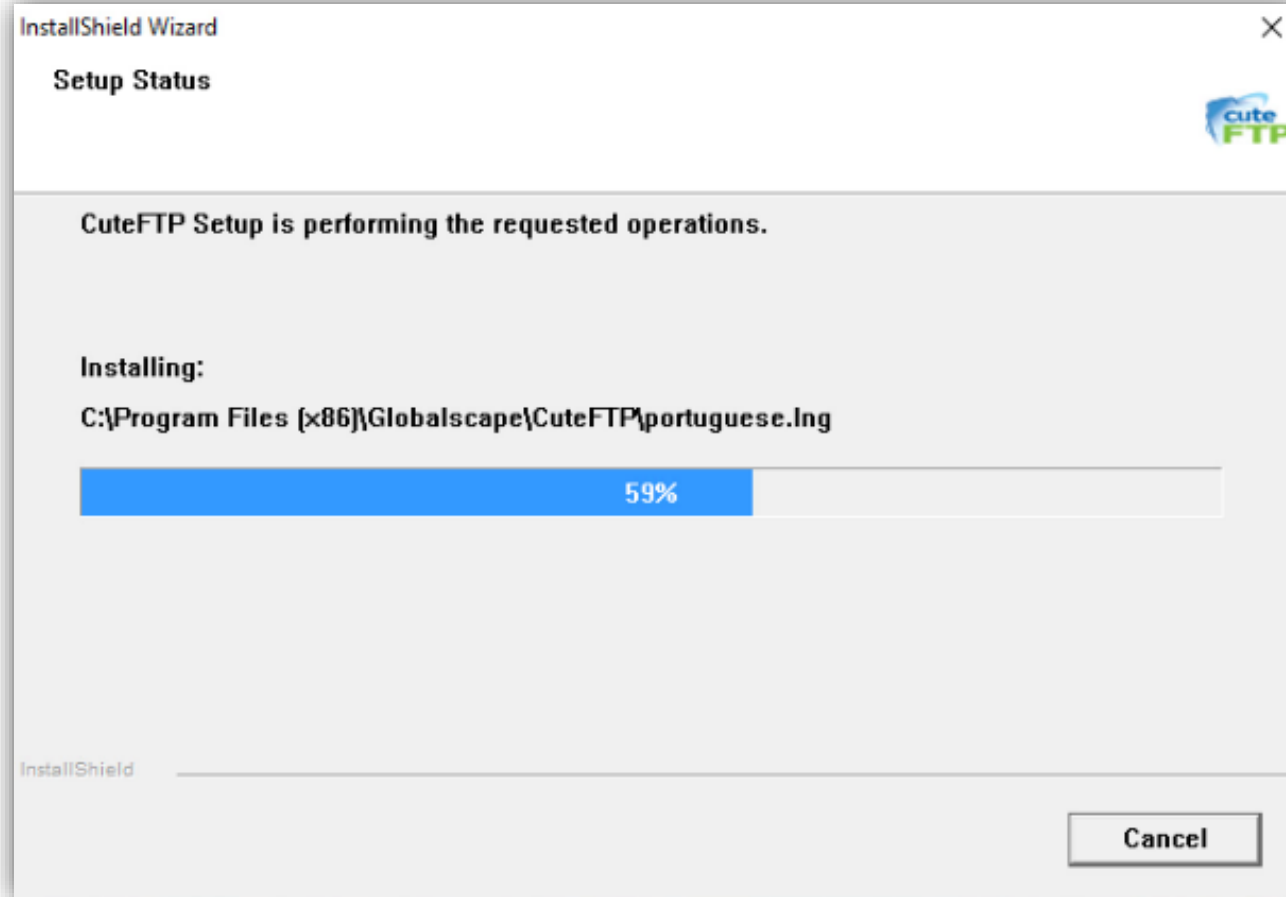 InstallShield Wizard
Setup Status
cute
FTP
CuteFTP Setup is performing the requested operations.
Installing:
C:\Program Files (x86)\Globalscape\CuteFTP\portuguese.lng
59%
InstallShield
Cancel